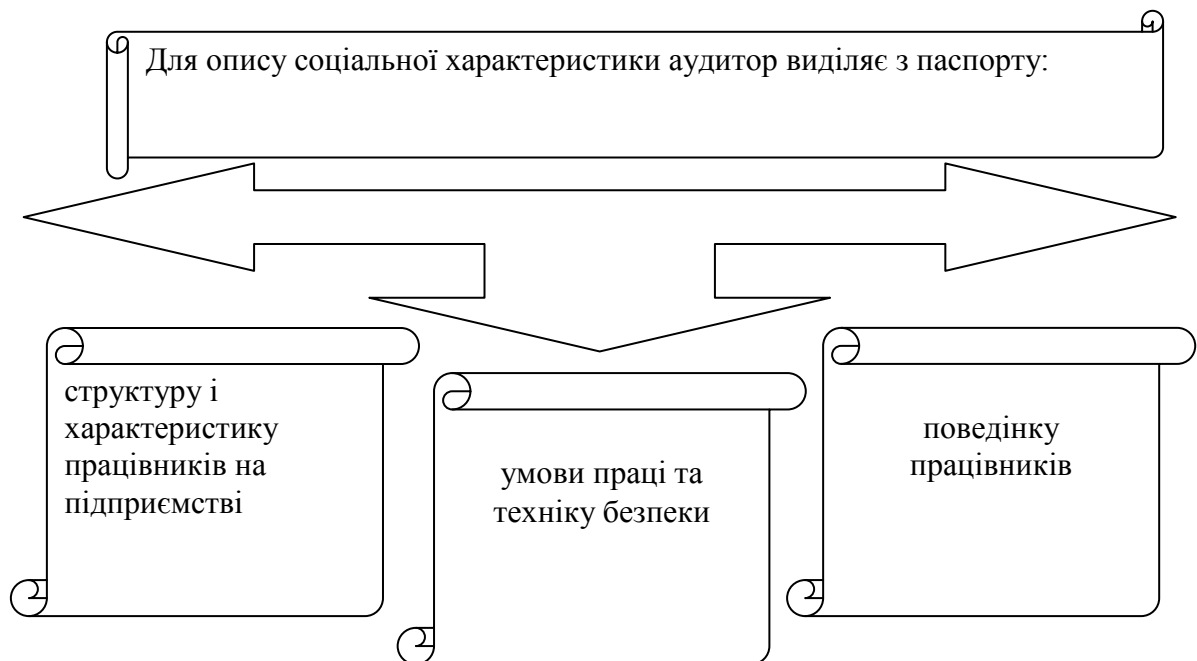 Для опису соціальної характеристики аудитор виділяє з паспорту:
структуру і
характеристику
працівників на
підприємстві
умови праці та
техніку безпеки
поведінку
працівників